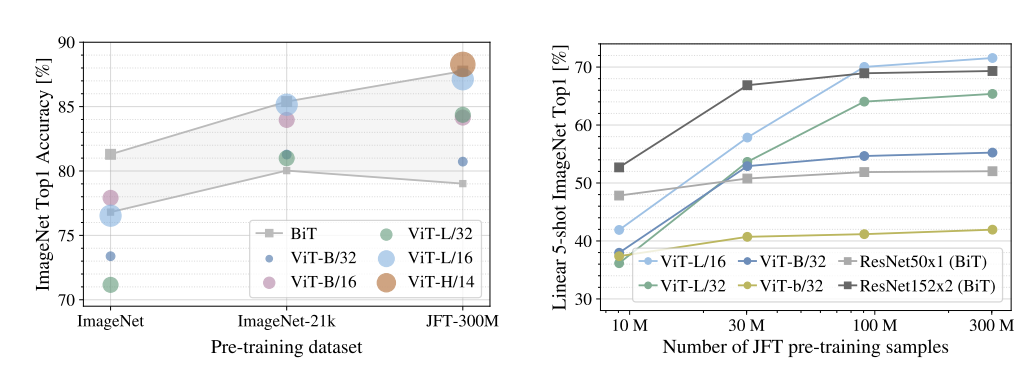 ImageNet Top1 Accuracy [%]
90
85
80
75
70
BiT
ViT-B/32
ViT-B/16
ViT-L/32
ViT-L/16
ViT-H/14
ImageNet
ImageNet-21k
JFT-300M
Pre-training dataset
Linear 5-shot ImageNet Top1 [%]
70
60
50
40
30
ViT-L/16
ViT-L/32
ViT-B/32
ViT-b/32
ResNet50x1 (BiT)
ResNet152x2 (BiT)
10 M
30 M
100 M
300 M
Number of JFT pre-training samples